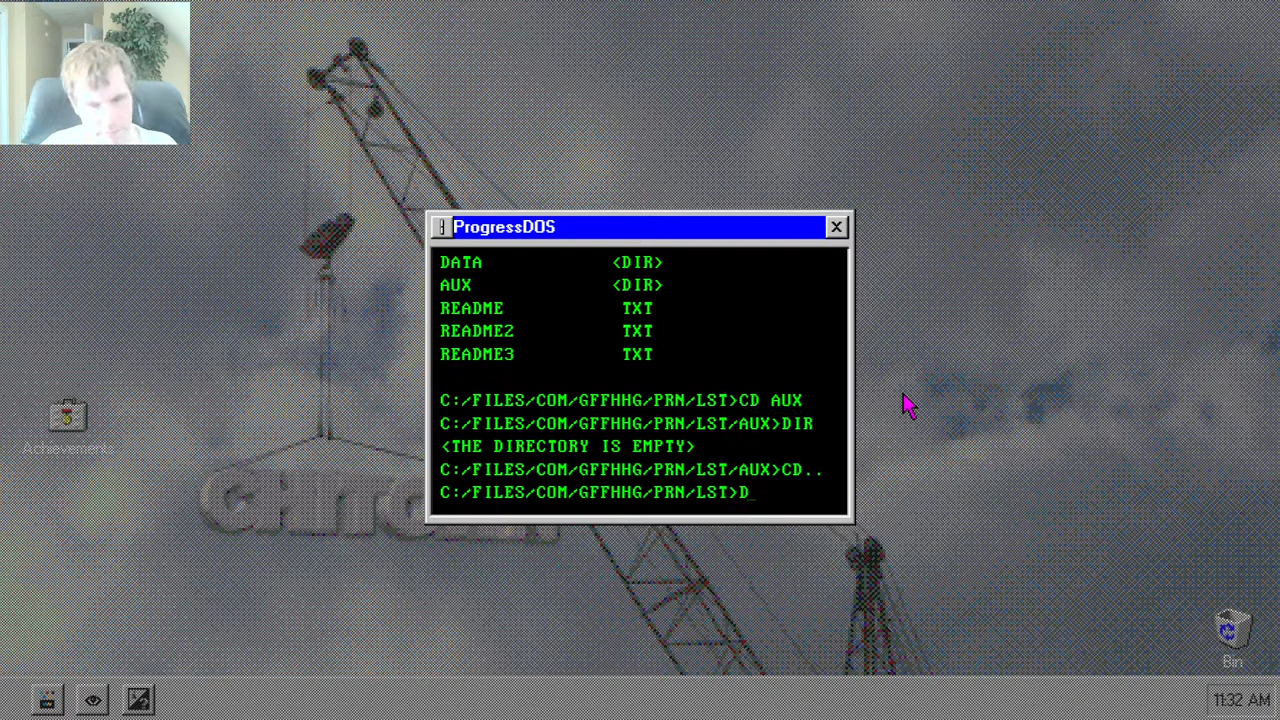 ProgressDOS
DATA <DIR>
AUX <DIR>
README TXT
README2 TXT
README3 TXT
C:/FILES/COM/GFFHHG/PRN/LST>CD AUX
C:/FILES/COM/GFFHHG/PRN/LST/AUX>DIR
<THE DIRECTORY IS EMPTY>
C:/FILES/COM/GFFHHG/PRN/LST/AUX>CD..
C:/FILES/COM/GFFHHG/PRN/LST>D_
Achievements
Bin
11:32 AM